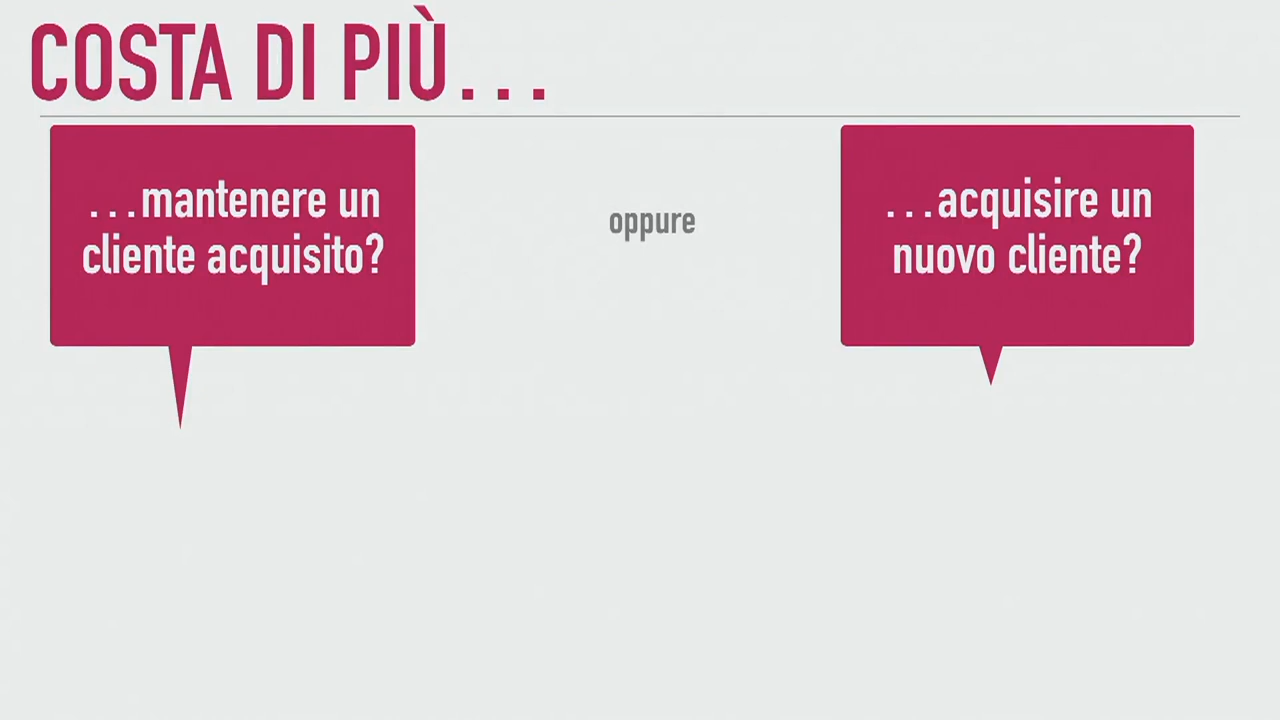 COSTA DI PIÙ...
...mantenere un
cliente acquisito?
oppure
...acquisire un
nuovo cliente?